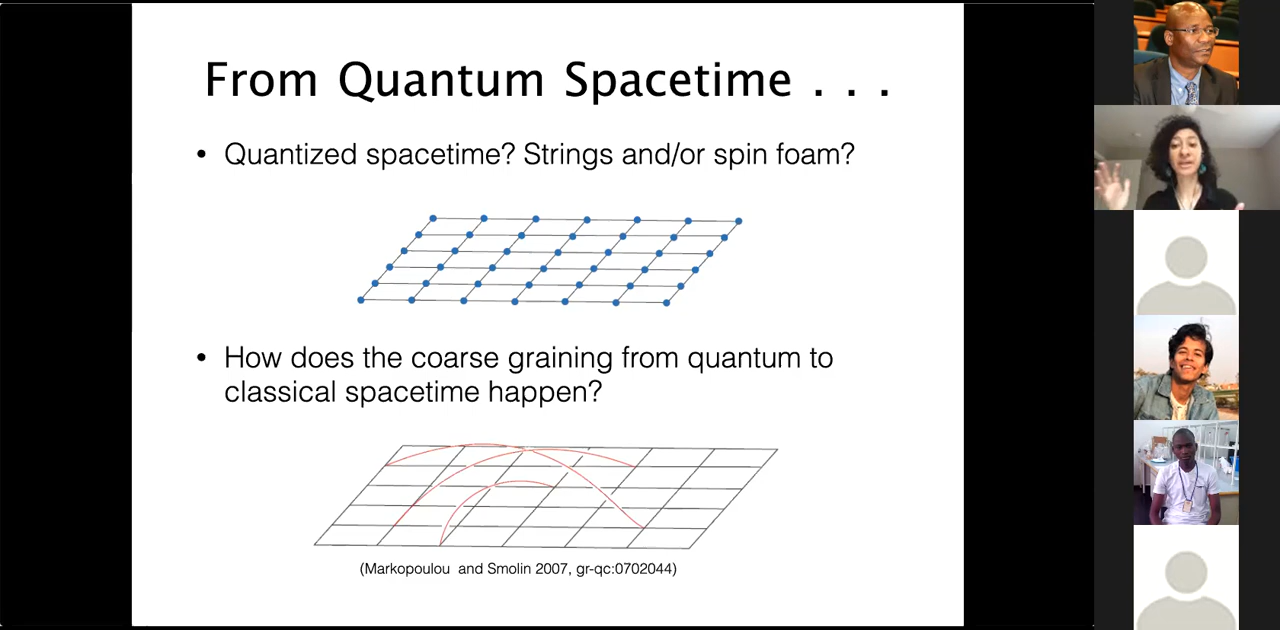 From Quantum Spacetime . . .
• Quantized spacetime? Strings and/or spin foam?
• How does the coarse graining from quantum to
classical spacetime happen?
(Markopoulou and Smolin 2007, gr-qc:0702044)